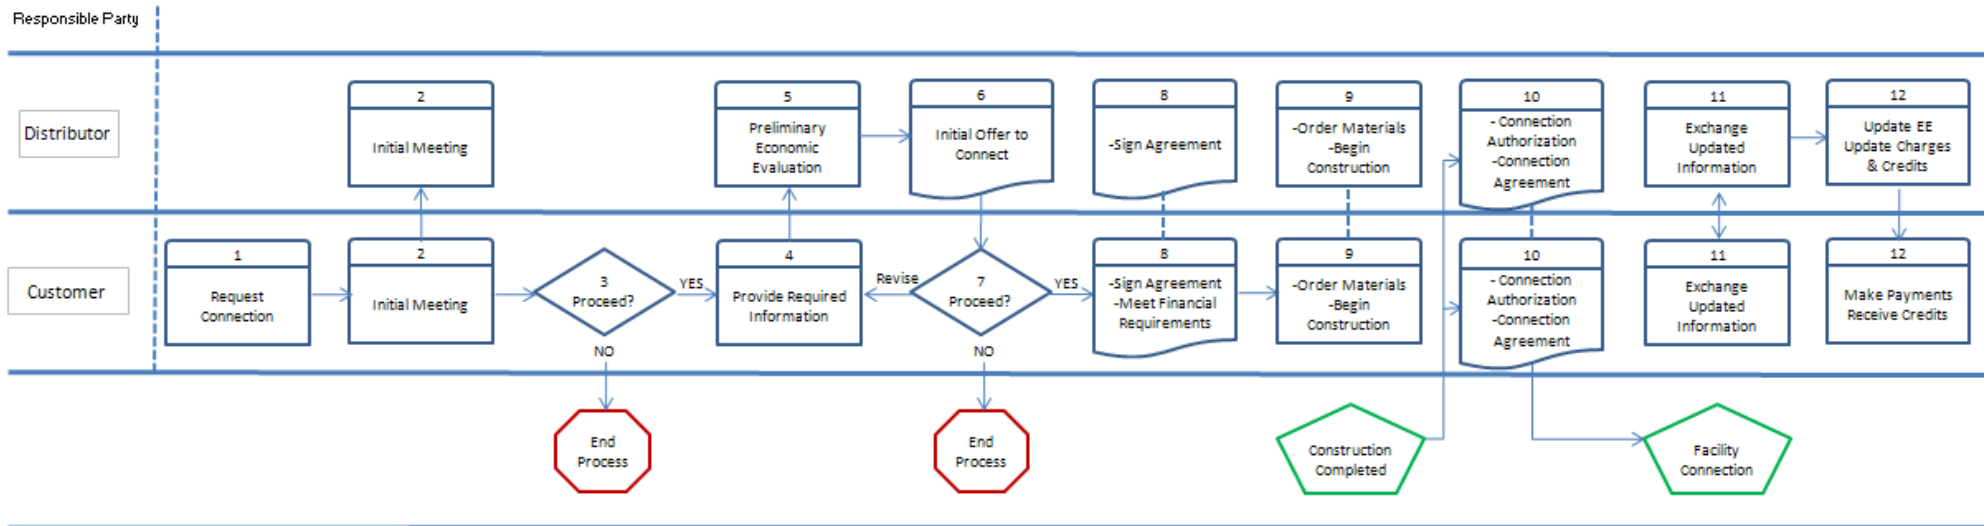 Responsible Party
Distributor
2
Initial Meeting
5
Preliminary
Economic
Evaluation
6
Initial Offer to
Connect
8
-Sign Agreement
9
-Order Materials
-Begin
Construction
10
- Connection
Authorization
-Connection
Agreement
11
Exchange
Updated
Information
12
Update EE
Update Charges
& Credits
Customer
1
Request
Connection
2
Initial Meeting
3
Proceed?
YES
NO
4
Provide Required
Information
Revise
7
Proceed?
YES
NO
8
-Sign Agreement
-Meet Financial
Requirements
9
-Order Materials
-Begin
Construction
10
- Connection
Authorization
-Connection
Agreement
11
Exchange
Updated
Information
12
Make Payments
Receive Credits
End
Process
End
Process
Construction
Completed
Facility
Connection